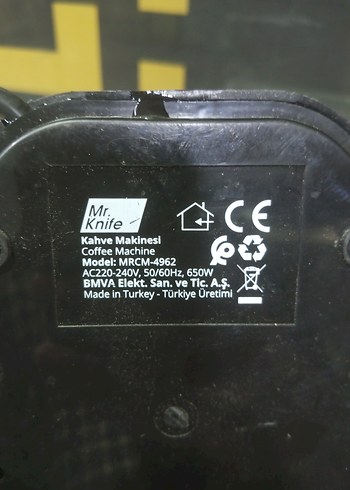 Mr.
Knife
Kahve Makinesi
Coffee Machine
Model: MRCM-4962
AC220-240V, 50/60Hz, 650W
BMVA Elekt. San. ve Tic. A.Ş.
Made in Turkey - Türkiye Üretimi
CE